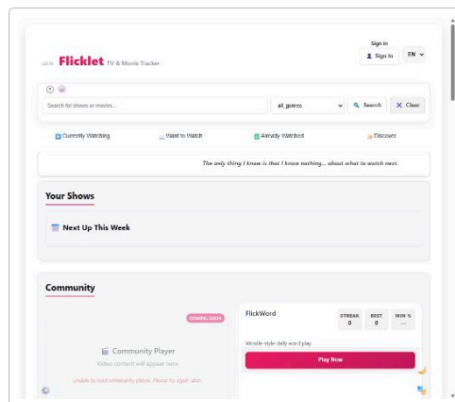 Sign in
Flicklet TV & Movie Tracker
Sign In
EN
Search for shows or movies...
all_genres
Search
Clear
Currently Watching
Want to Watch
Already Watched
Discover
The only thing I know is that I know nothing... about what to watch next.
Your Shows
Next Up This Week
Community
COMING SOON
Community Player
Video content will appear here
Unable to load community player. Please try again later.
FlickWord
STREAK
0
BEST
0
WIN %
Wordle-style daily word play
Play Now